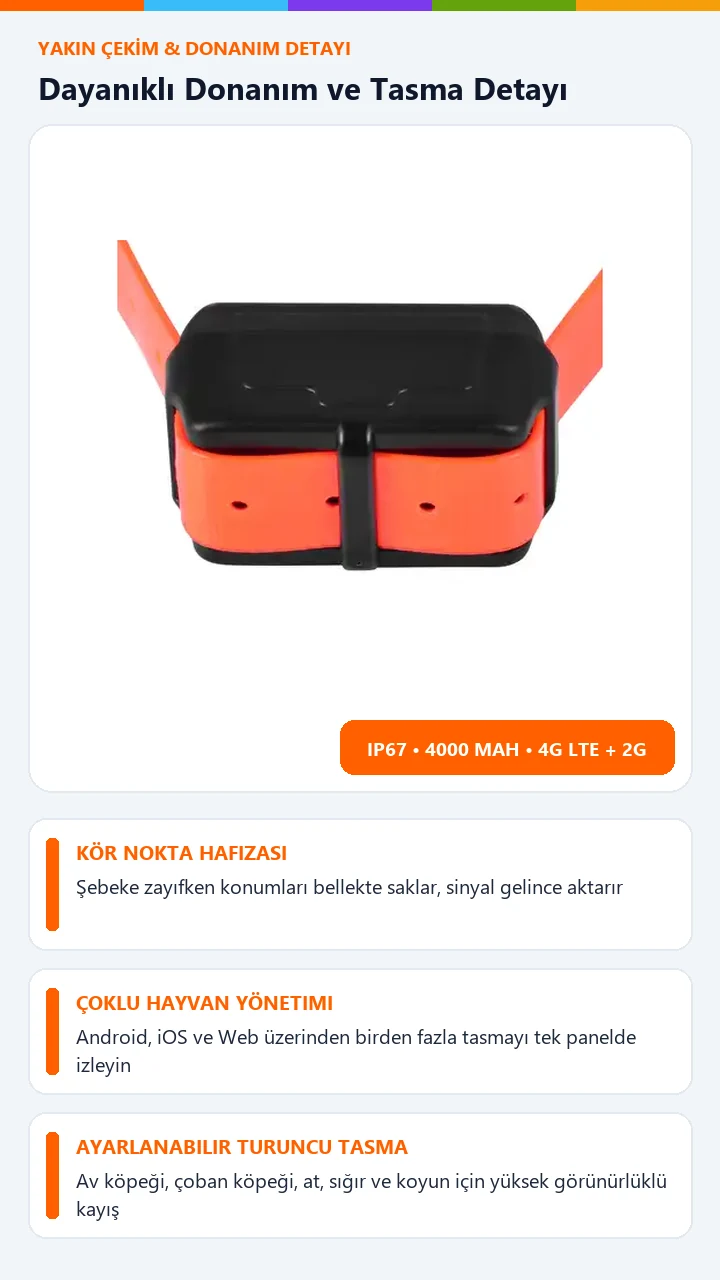 YAKIN ÇEKİM & DONANIM DETAYI
Dayanıklı Donanım ve Tasma Detayı
IP67 • 4000 MAH • 4G LTE + 2G
KÖR NOKTA HAFIZASI
Şebeke zayıfken konumları bellekte saklar, sinyal gelince aktarır
ÇOKLU HAYVAN YÖNETIMI
Android, iOS ve Web üzerinden birden fazla tasmayı tek panelde
izleyin
AYARLANABILIR TURUNCU TASMA
Av köpeği, çoban köpeği, at, sığır ve koyun için yüksek görünürlüklü
kayış